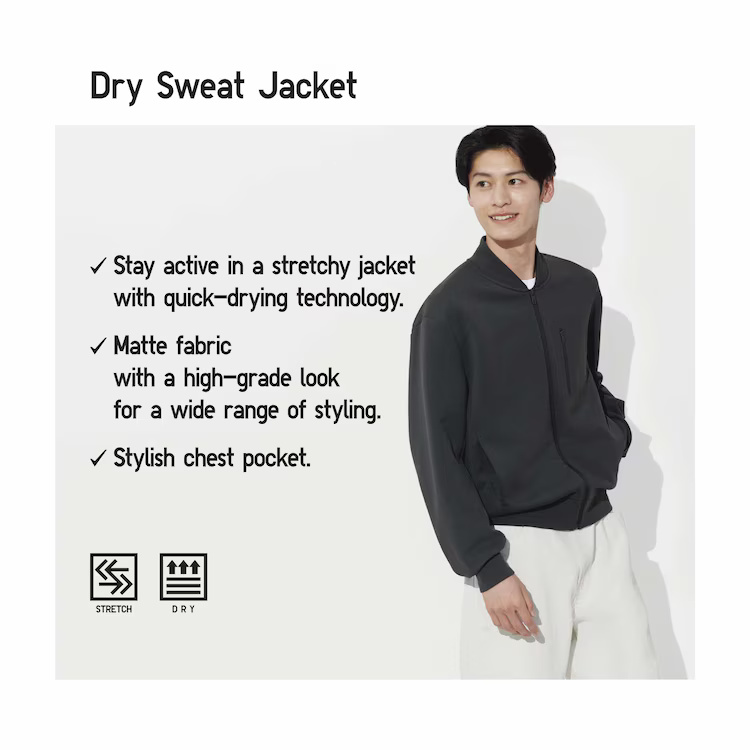 Dry Sweat Jacket
✓ Stay active in a stretchy jacket
with quick-drying technology.
✓ Matte fabric
with a high-grade look
for a wide range of styling.
✓ Stylish chest pocket.
STRETCH
DRY